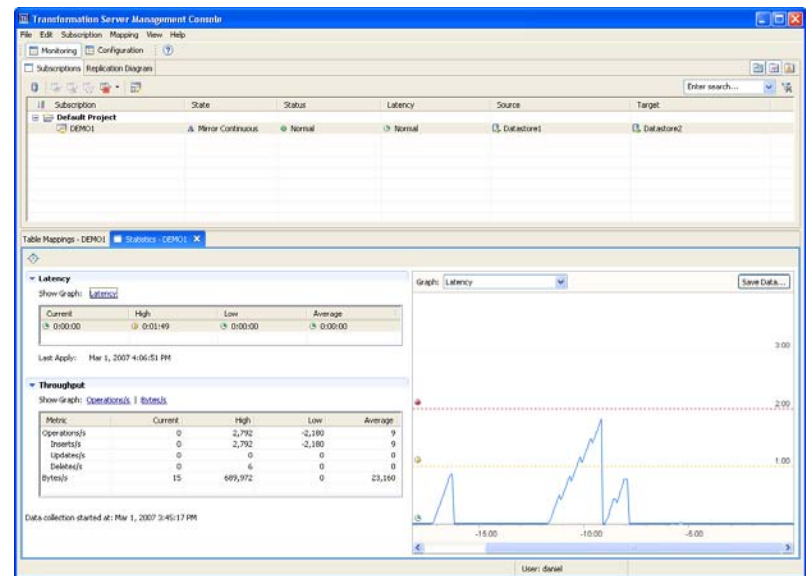 Transformation Server Management Console
File Edit Subscription Mapping View Help
Monitoring Configuration
Subscriptions Replication Diagram
Enter search...
Subscription State Status Latency Source Target
Default Project
DEMO1 Mirror Continuous Normal Normal Datastore1 Datastore2
Table Mappings - DEMO1 Statistics - DEMO1 X
Latency
Show Graph: Latency
Current High Low Average
0:00:00 0:01:49 0:00:00 0:00:00
Last Apply: Mar 1, 2007 4:06:51 PM
Throughput
Show Graph: Operations/s | Bytes/s
Metric Current High Low Average
Operations/s 0 2,792 -2,180 9
Inserts/s 0 2,792 -2,180 9
Updates/s 0 0 0 0
Deletes/s 0 6 0 0
Bytes/s 15 689,972 0 23,160
Data collection started at: Mar 1, 2007 3:45:17 PM
Graph: Latency Save Data...
3:00
2:00
1:00
-15:00 -10:00 -5:00
User: daniel